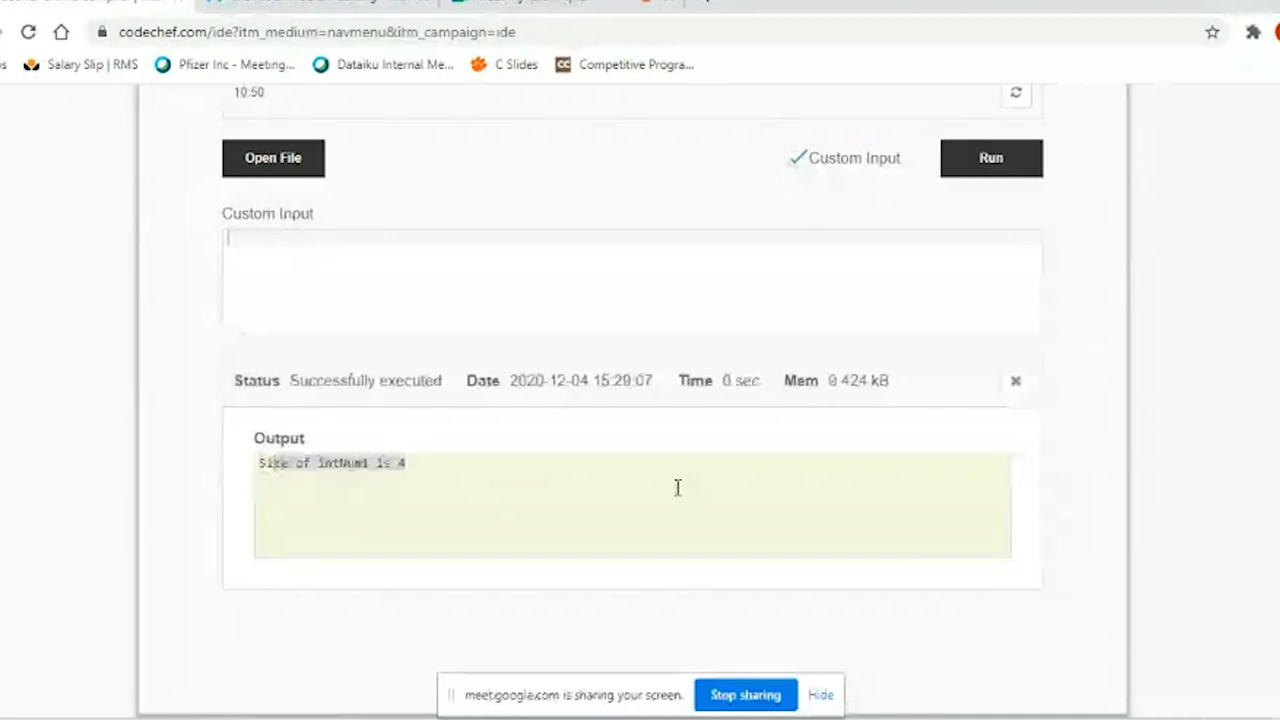 codechef.com/ide?itm_medium=navmenu&itm_campaign=ide
Salary Slip | RMS
Pfizer Inc - Meeting...
Dataiku Internal Me...
C Slides
CC
Competitive Progra...
10:50
Open File
Custom Input
Run
Custom Input
Status Successfully executed Date 2020-12-04 15:29:07 Time 0 sec Mem 9 424 kB
Output
Size of intNum1 is 4
meet.google.com is sharing your screen.
Stop sharing
Hide